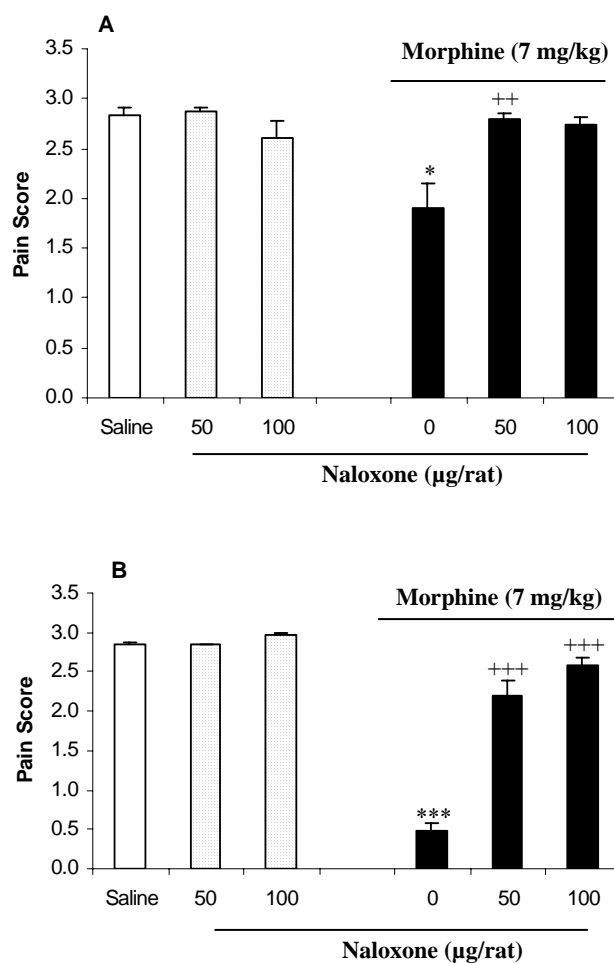 A
Morphine (7 mg/kg)
3.5
3.0
2.5
2.0
1.5
1.0
0.5
0.0
Pain Score
++
*
Saline 50 100 0 50 100
Naloxone (µg/rat)
B
Morphine (7 mg/kg)
3.5
3.0
2.5
2.0
1.5
1.0
0.5
0.0
Pain Score
+++
+++
***
Saline 50 100 0 50 100
Naloxone (µg/rat)